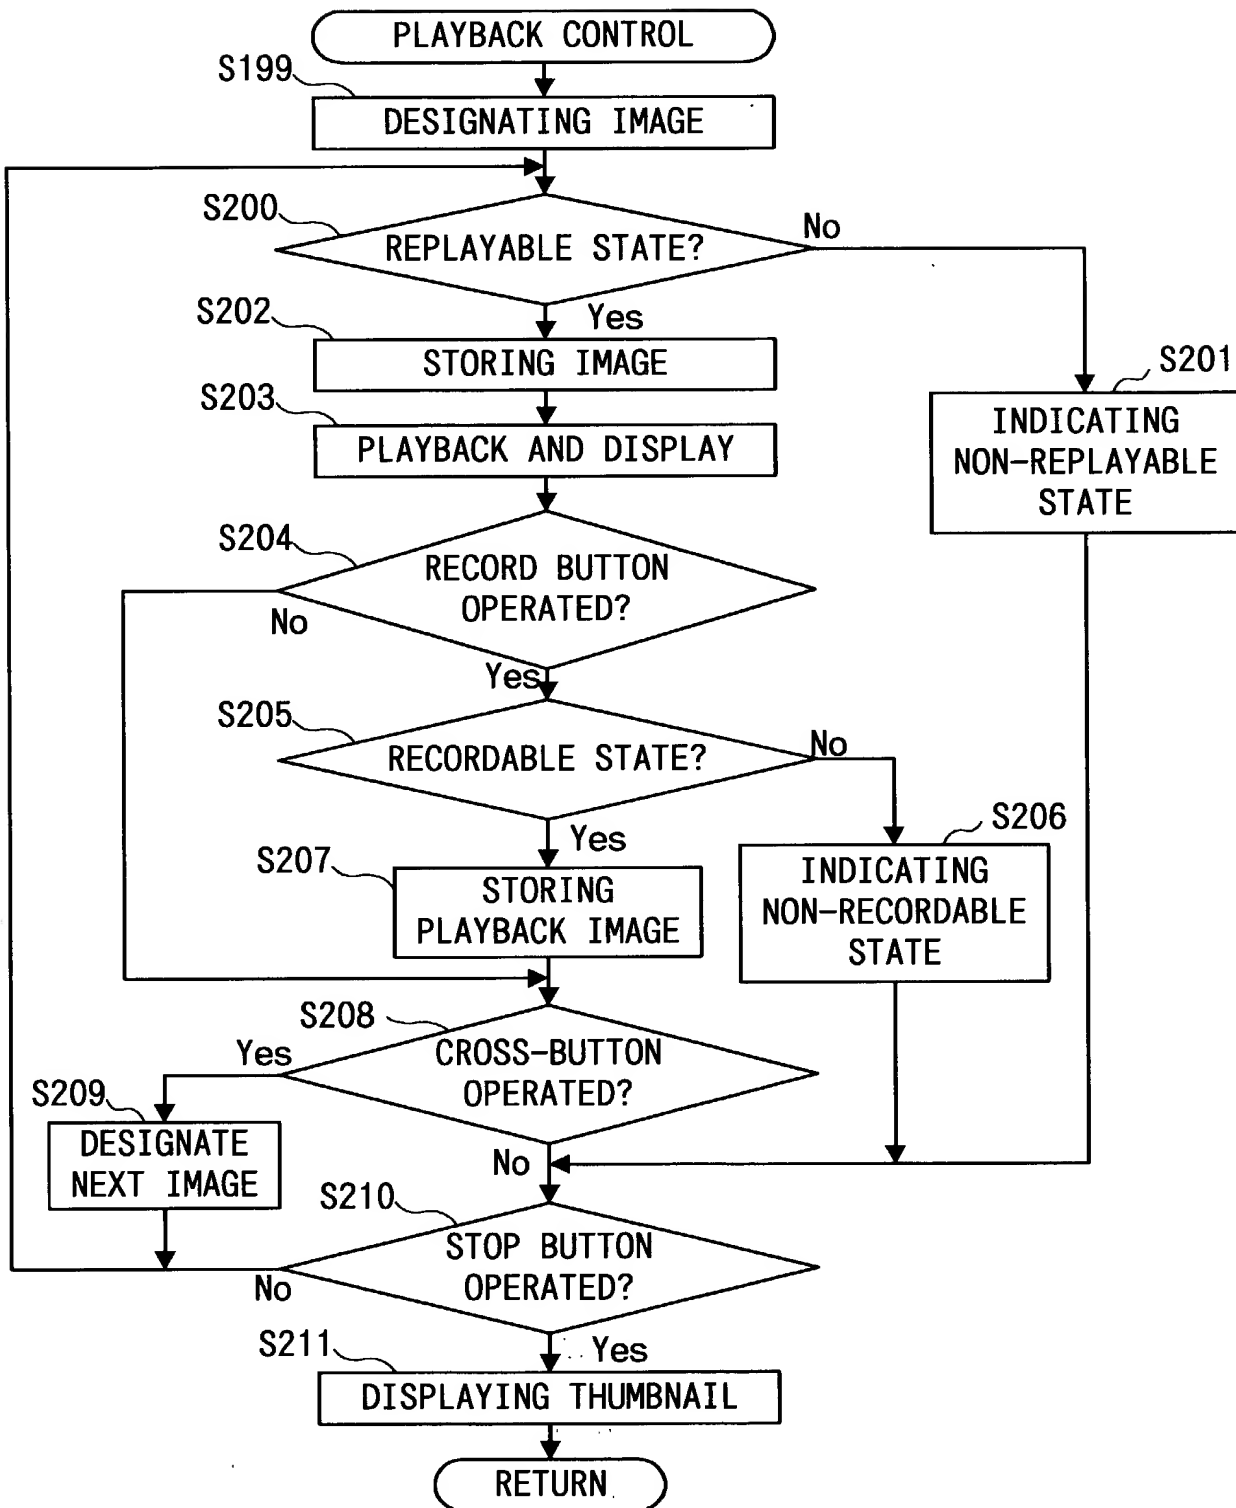 PLAYBACK CONTROL
S199
DESIGNATING IMAGE
S200
REPLAYABLE STATE?
No
Yes
S202
STORING IMAGE
S201
INDICATING
NON-REPLAYABLE
STATE
S203
PLAYBACK AND DISPLAY
S204
RECORD BUTTON
OPERATED?
No
Yes
S205
RECORDABLE STATE?
No
Yes
S206
INDICATING
NON-RECORDABLE
STATE
S207
STORING
PLAYBACK IMAGE
S208
CROSS-BUTTON
OPERATED?
Yes
No
S209
DESIGNATE
NEXT IMAGE
S210
STOP BUTTON
OPERATED?
No
Yes
S211
DISPLAYING THUMBNAIL
RETURN